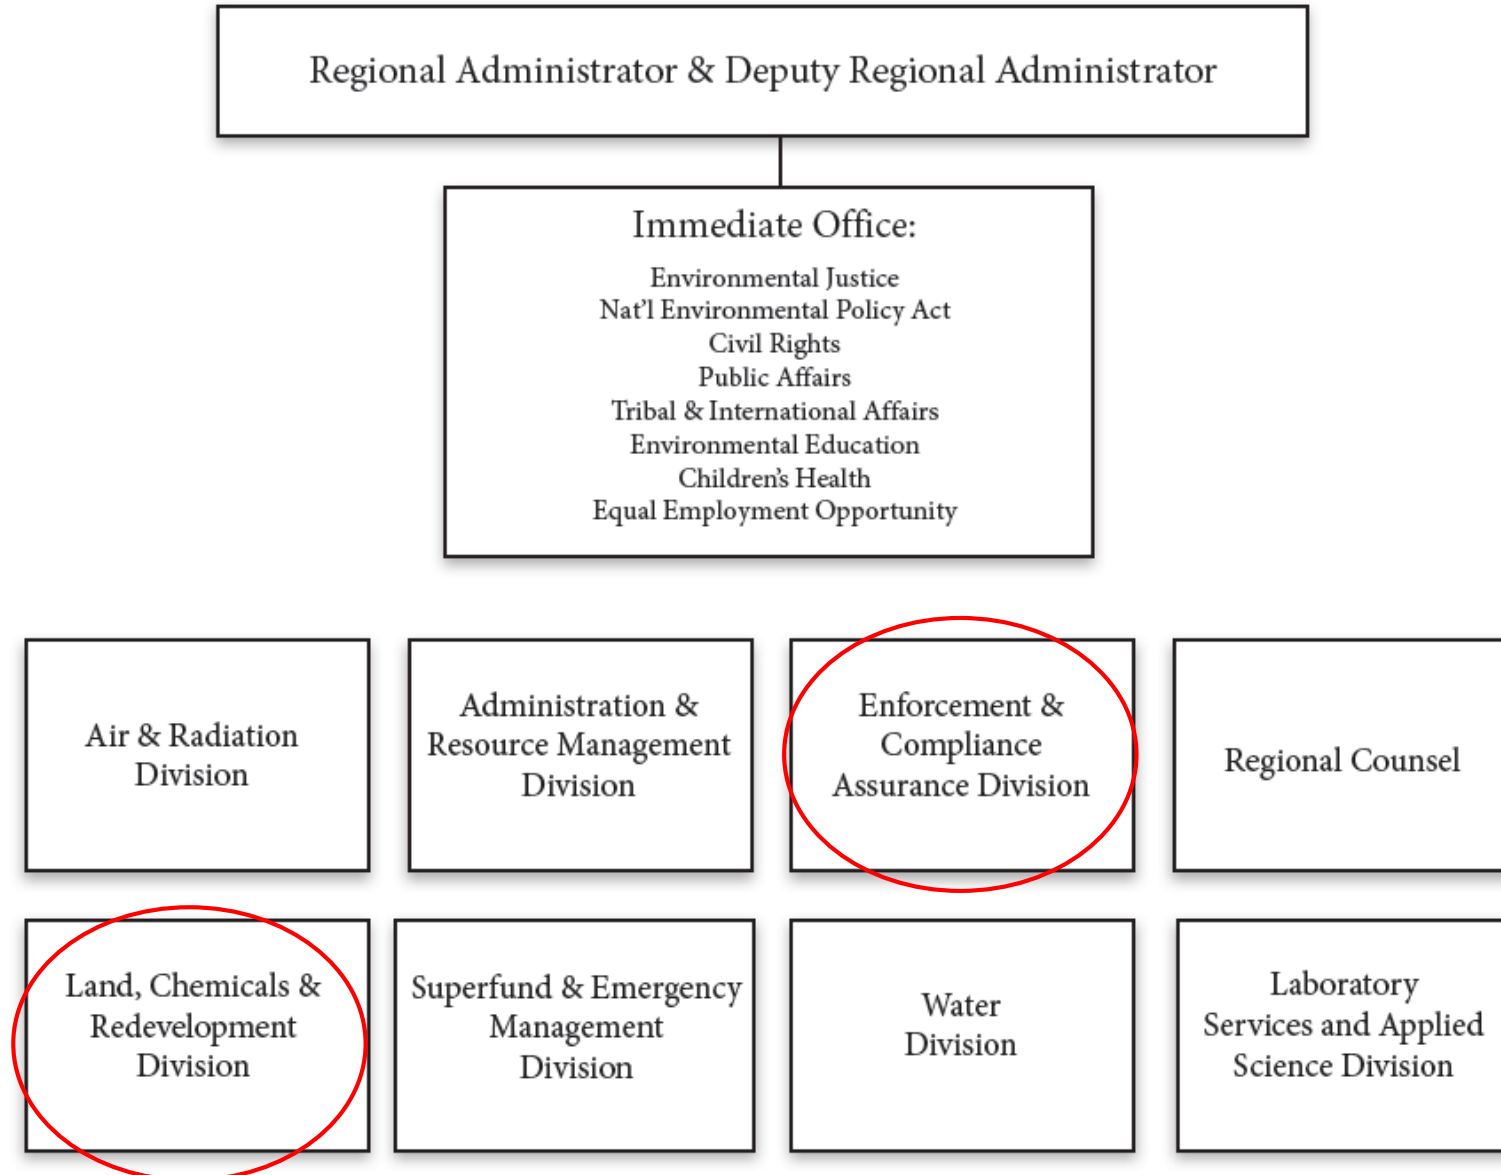 Regional Administrator & Deputy Regional Administrator
Immediate Office:
Environmental Justice
Nat’l Environmental Policy Act
Civil Rights
Public Affairs
Tribal & International Affairs
Environmental Education
Children’s Health
Equal Employment Opportunity
Air & Radiation
Division
Administration &
Resource Management
Division
Enforcement &
Compliance
Assurance Division
Regional Counsel
Land, Chemicals &
Redevelopment
Division
Superfund & Emergency
Management
Division
Water
Division
Laboratory
Services and Applied
Science Division